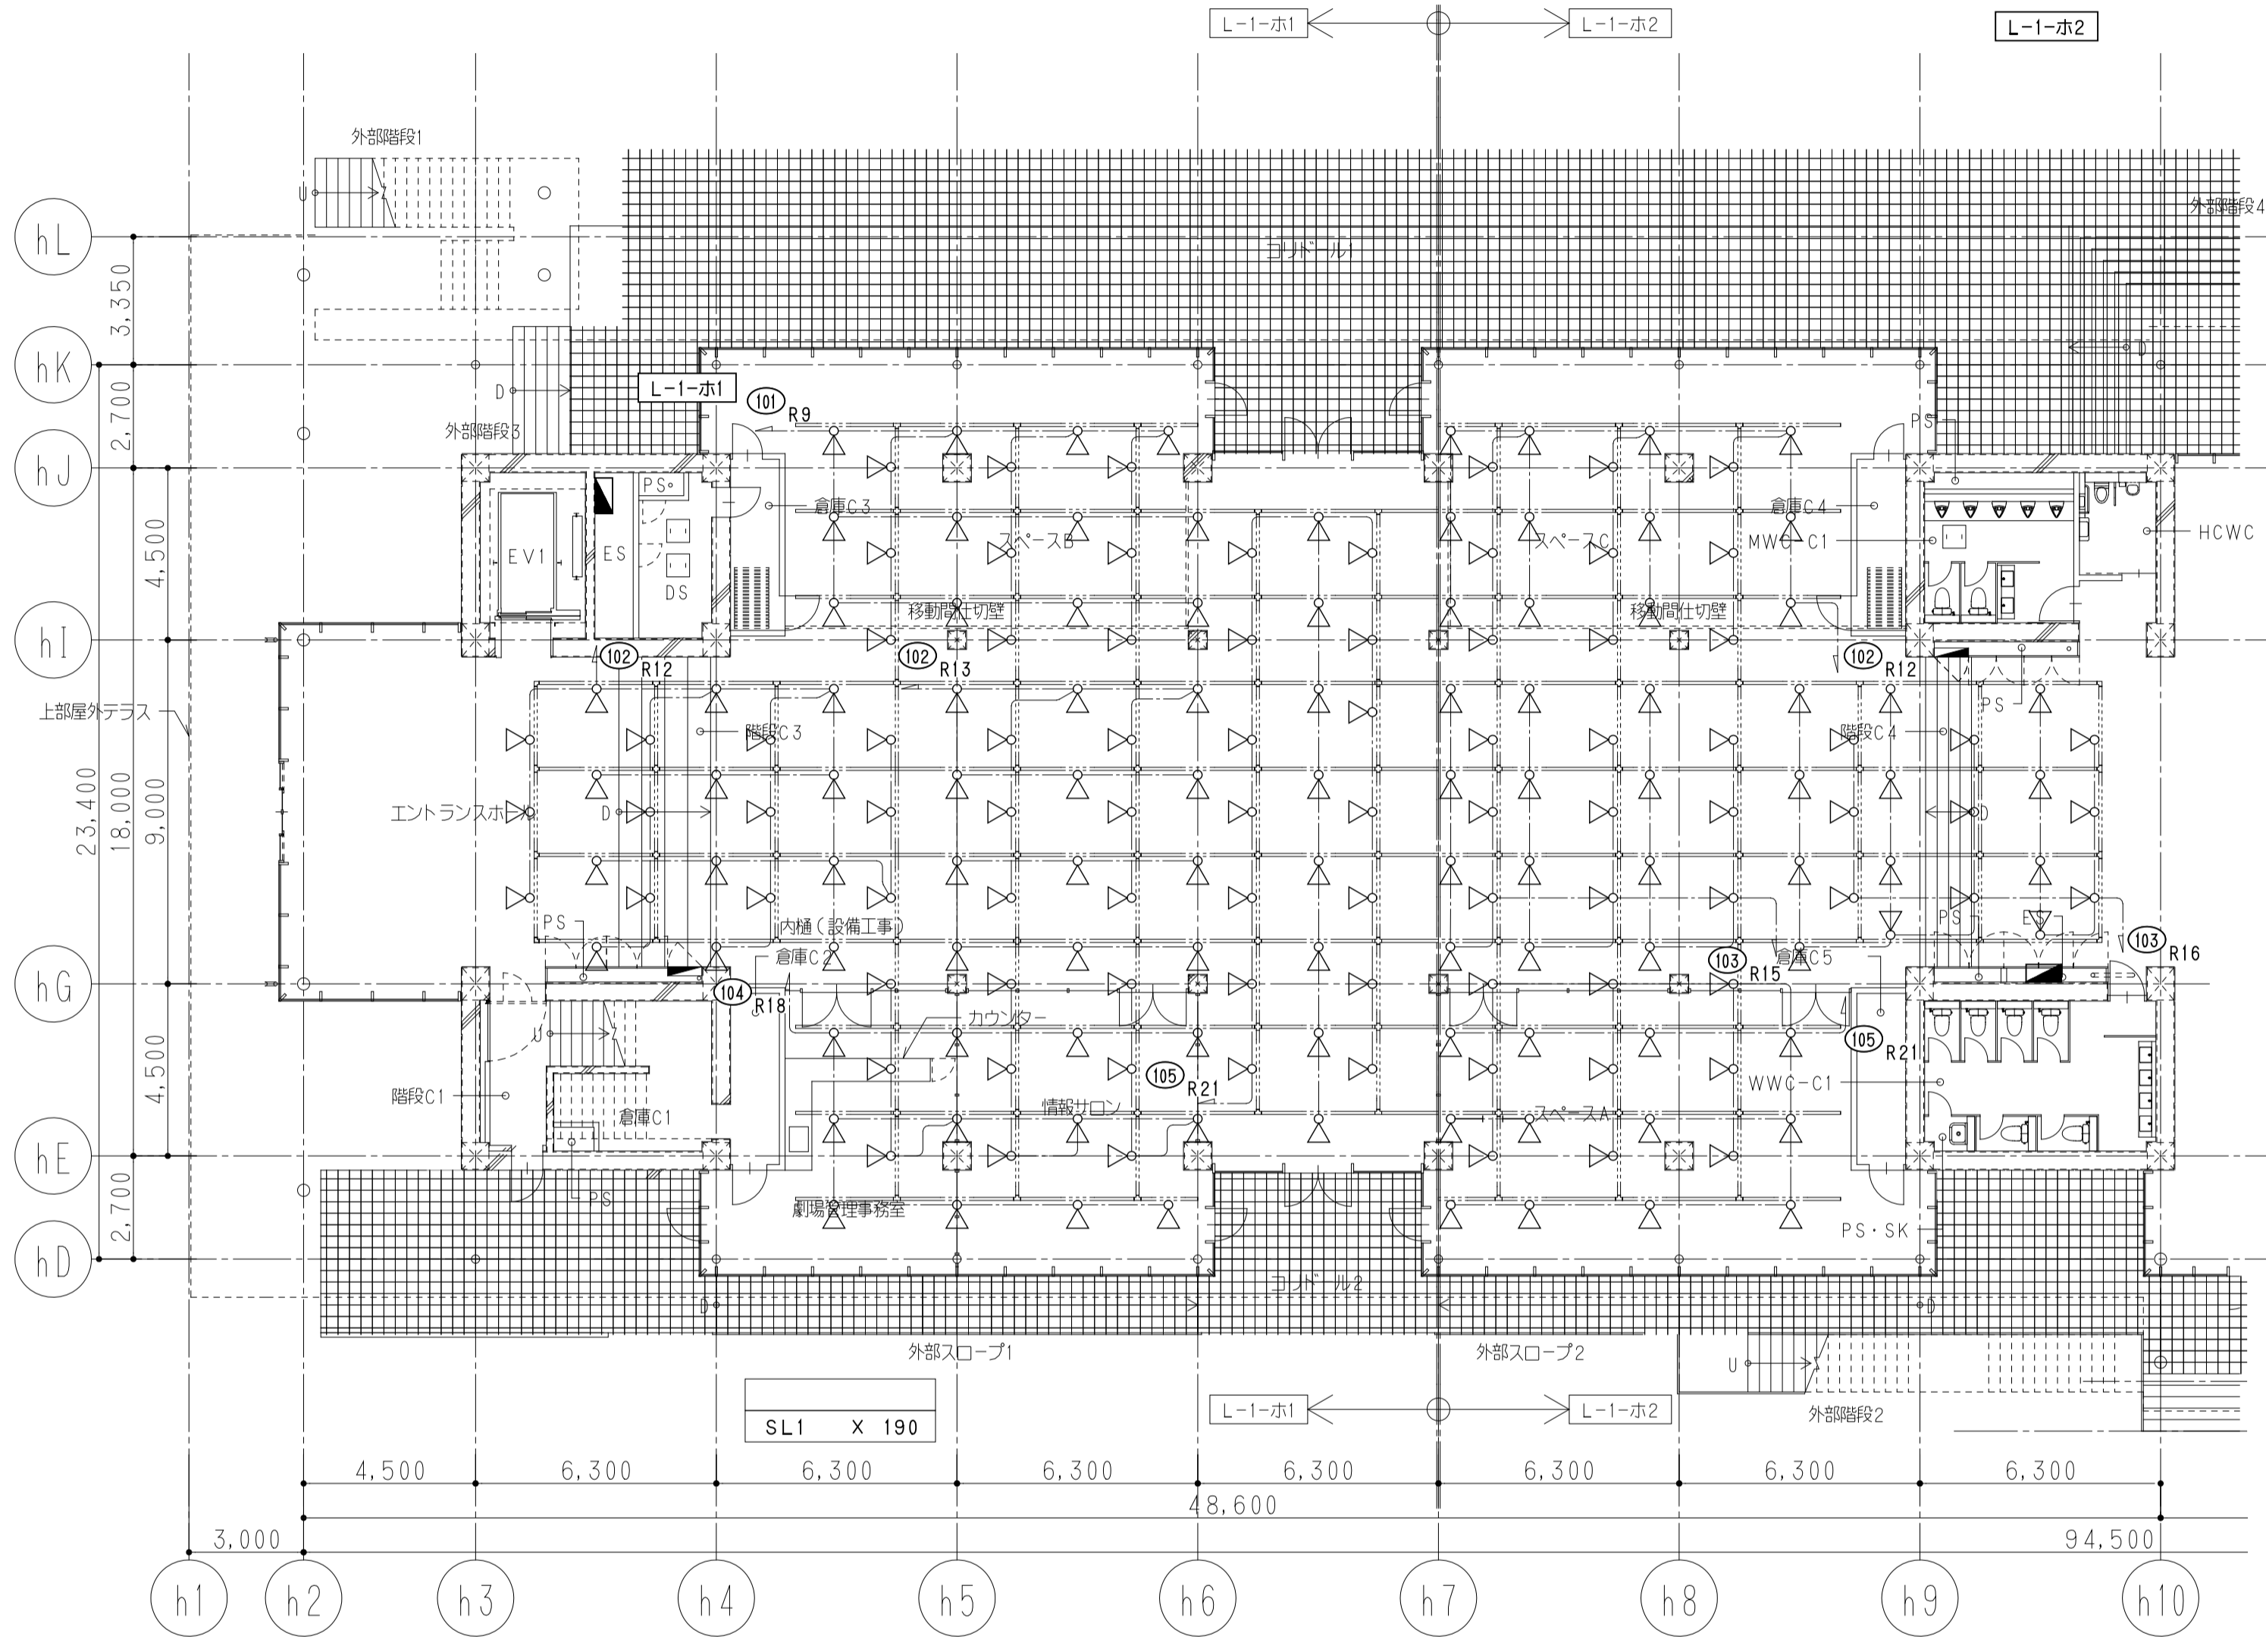 L-1-ホ1
L-1-ホ2
L-1-ホ2
外部階段1
U
外部階段4
hL
コリドール1
3,350
D
hK
L-1-ホ1
D
101
R9
2,700
外部階段3
PS
hJ
PS
倉庫C3
倉庫C4
4,500
EV1
ES
スペースB
スペースC
MWC-C1
HCWC
DS
移動間仕切壁
移動間仕切壁
hI
102
R12
102
R13
102
R12
上部屋外テラス
階段C3
階段C4
PS
23,400
18,000
9,000
エントランスホール
D
D
PS
内樋(設備工事)
PS
ES
倉庫C2
103
R15
倉庫C5
103
R16
hG
104
R18
U
カウンター
105
R21
4,500
105
R21
階段C1
WWC-C1
倉庫C1
情報サロン
スペースA
hE
PS
劇場管理事務室
2,700
PS・SK
hD
コリドール2
D
D
外部スロープ1
外部スロープ2
U
SL1 X 190
L-1-ホ1
L-1-ホ2
外部階段2
4,500
6,300
6,300
6,300
6,300
6,300
6,300
6,300
48,600
3,000
94,500
h1
h2
h3
h4
h5
h6
h7
h8
h9
h10